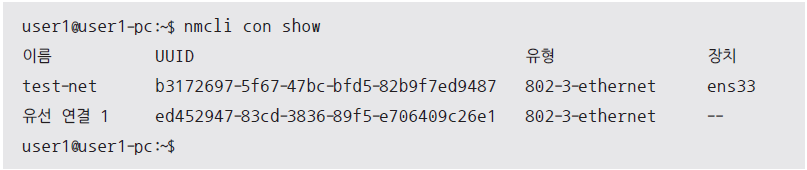 user1@user1-pc:~$ nmcli con show
이름 UUID 유형 장치
test-net b3172697-5f67-47bc-bfd5-82b9f7ed9487 802-3-ethernet ens33
유선 연결 1 ed452947-83cd-3836-89f5-e706409c26e1 802-3-ethernet --
user1@user1-pc:~$